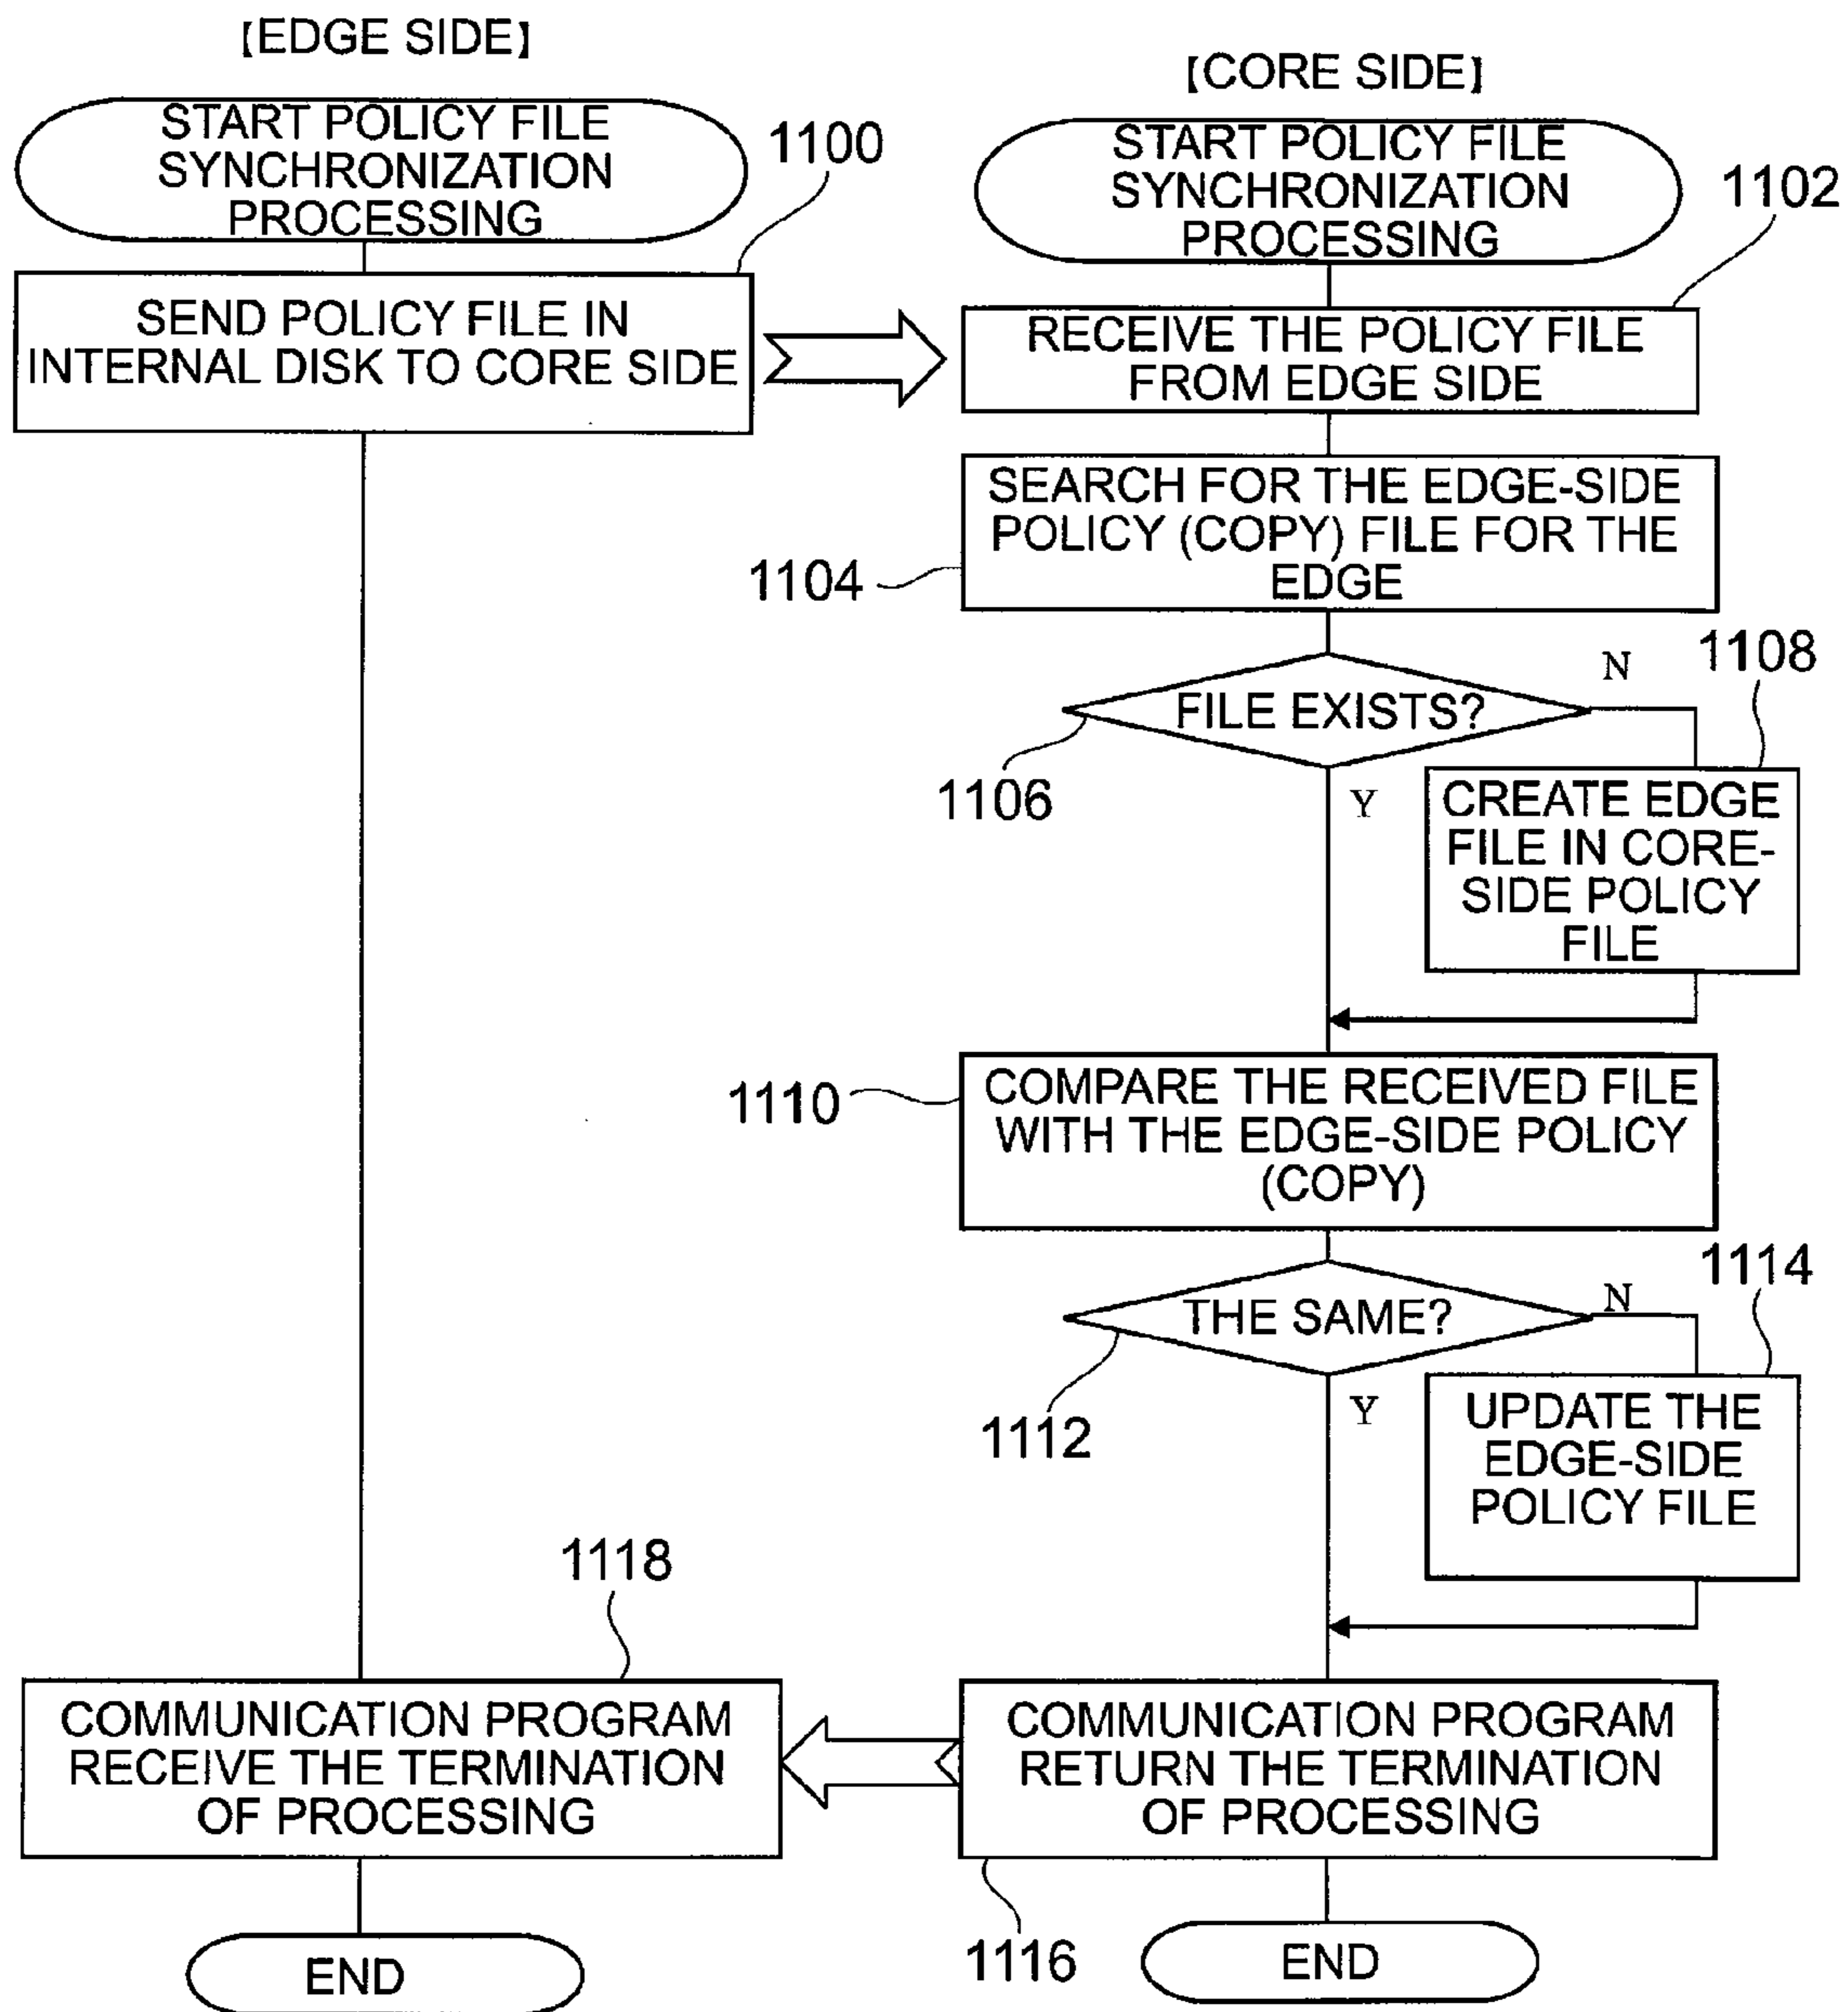 【EDGE SIDE】
START POLICY FILE
SYNCHRONIZATION
PROCESSING
1100
SEND POLICY FILE IN
INTERNAL DISK TO CORE SIDE
【CORE SIDE】
START POLICY FILE
SYNCHRONIZATION
PROCESSING
1102
RECEIVE THE POLICY FILE
FROM EDGE SIDE
SEARCH FOR THE EDGE-SIDE
POLICY (COPY) FILE FOR THE
EDGE
1104
FILE EXISTS?
N
1108
1106
Y
CREATE EDGE
FILE IN CORE-
SIDE POLICY
FILE
1110
COMPARE THE RECEIVED FILE
WITH THE EDGE-SIDE POLICY
(COPY)
THE SAME?
N
1114
1112
Y
UPDATE THE
EDGE-SIDE
POLICY FILE
1118
COMMUNICATION PROGRAM
RECEIVE THE TERMINATION
OF PROCESSING
COMMUNICATION PROGRAM
RETURN THE TERMINATION
OF PROCESSING
1116
END
END